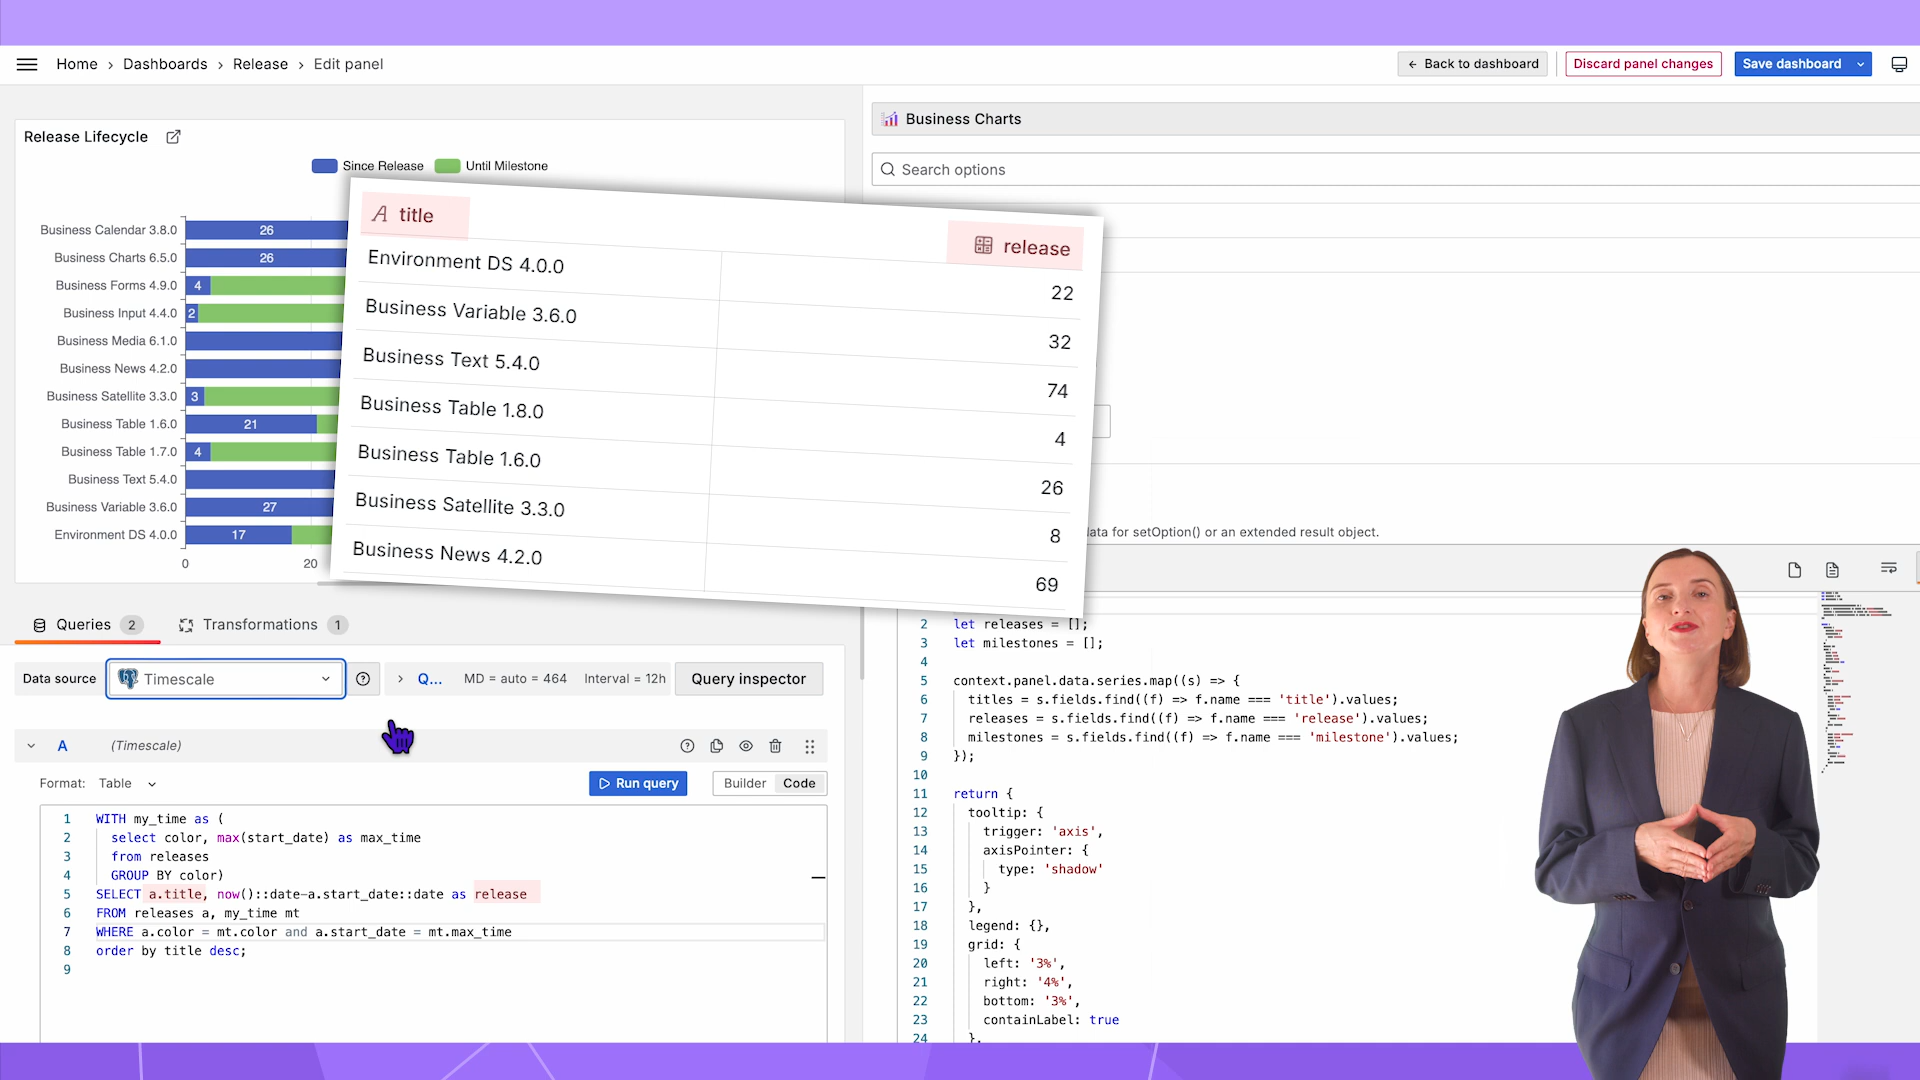 Home › Dashboards › Release › Edit panel
← Back to dashboard
Discard panel changes
Save dashboard
Release Lifecycle
Since Release
Until Milestone
Business Calendar 3.8.0 26
Business Charts 6.5.0 26
Business Forms 4.9.0 4
Business Input 4.4.0 2
Business Media 6.1.0
Business News 4.2.0
Business Satellite 3.3.0 3
Business Table 1.6.0 21
Business Table 1.7.0 4
Business Text 5.4.0
Business Variable 3.6.0 27
Environment DS 4.0.0 17
0 20
title release
Environment DS 4.0.0 22
Business Variable 3.6.0 32
Business Text 5.4.0 74
Business Table 1.8.0 4
Business Table 1.6.0 26
Business Satellite 3.3.0 8
Business News 4.2.0 69
Business Charts
Search options
data for setOption() or an extended result object.
Queries 2
Transformations 1
Data source
Timescale
Q...
MD = auto = 464
Interval = 12h
Query inspector
A (Timescale)
Format: Table
Run query
Builder
Code
1 WITH my_time as (
2 select color, max(start_date) as max_time
3 from releases
4 GROUP BY color)
5 SELECT a.title, now()::date-a.start_date::date as release
6 FROM releases a, my_time mt
7 WHERE a.color = mt.color and a.start_date = mt.max_time
8 order by title desc;
9
2 let releases = [];
3 let milestones = [];
4
5 context.panel.data.series.map((s) => {
6 titles = s.fields.find((f) => f.name === 'title').values;
7 releases = s.fields.find((f) => f.name === 'release').values;
8 milestones = s.fields.find((f) => f.name === 'milestone').values;
9 });
10
11 return {
12 tooltip: {
13 trigger: 'axis',
14 axisPointer: {
15 type: 'shadow'
16 }
17 },
18 legend: {},
19 grid: {
20 left: '3%',
21 right: '4%',
22 bottom: '3%',
23 containLabel: true
24 },